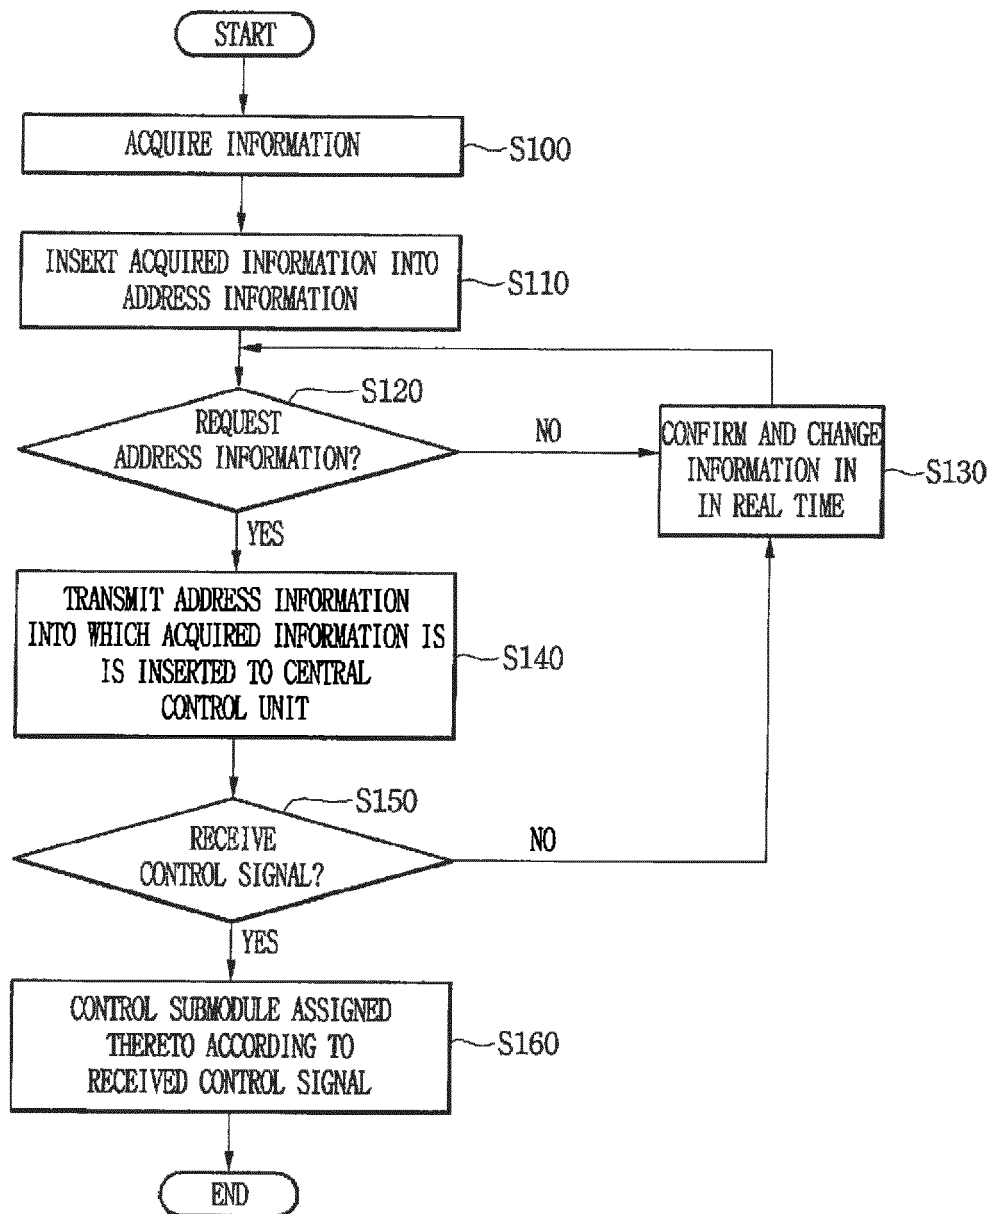 START
ACQUIRE INFORMATION
S100
INSERT ACQUIRED INFORMATION INTO
ADDRESS INFORMATION
S110
S120
REQUEST
ADDRESS INFORMATION?
NO
CONFIRM AND CHANGE
INFORMATION IN
IN REAL TIME
S130
YES
TRANSMIT ADDRESS INFORMATION
INTO WHICH ACQUIRED INFORMATION IS
IS INSERTED TO CENTRAL
CONTROL UNIT
S140
S150
RECEIVE
CONTROL SIGNAL?
NO
YES
CONTROL SUBMODULE ASSIGNED
THERETO ACCORDING TO
RECEIVED CONTROL SIGNAL
S160
END